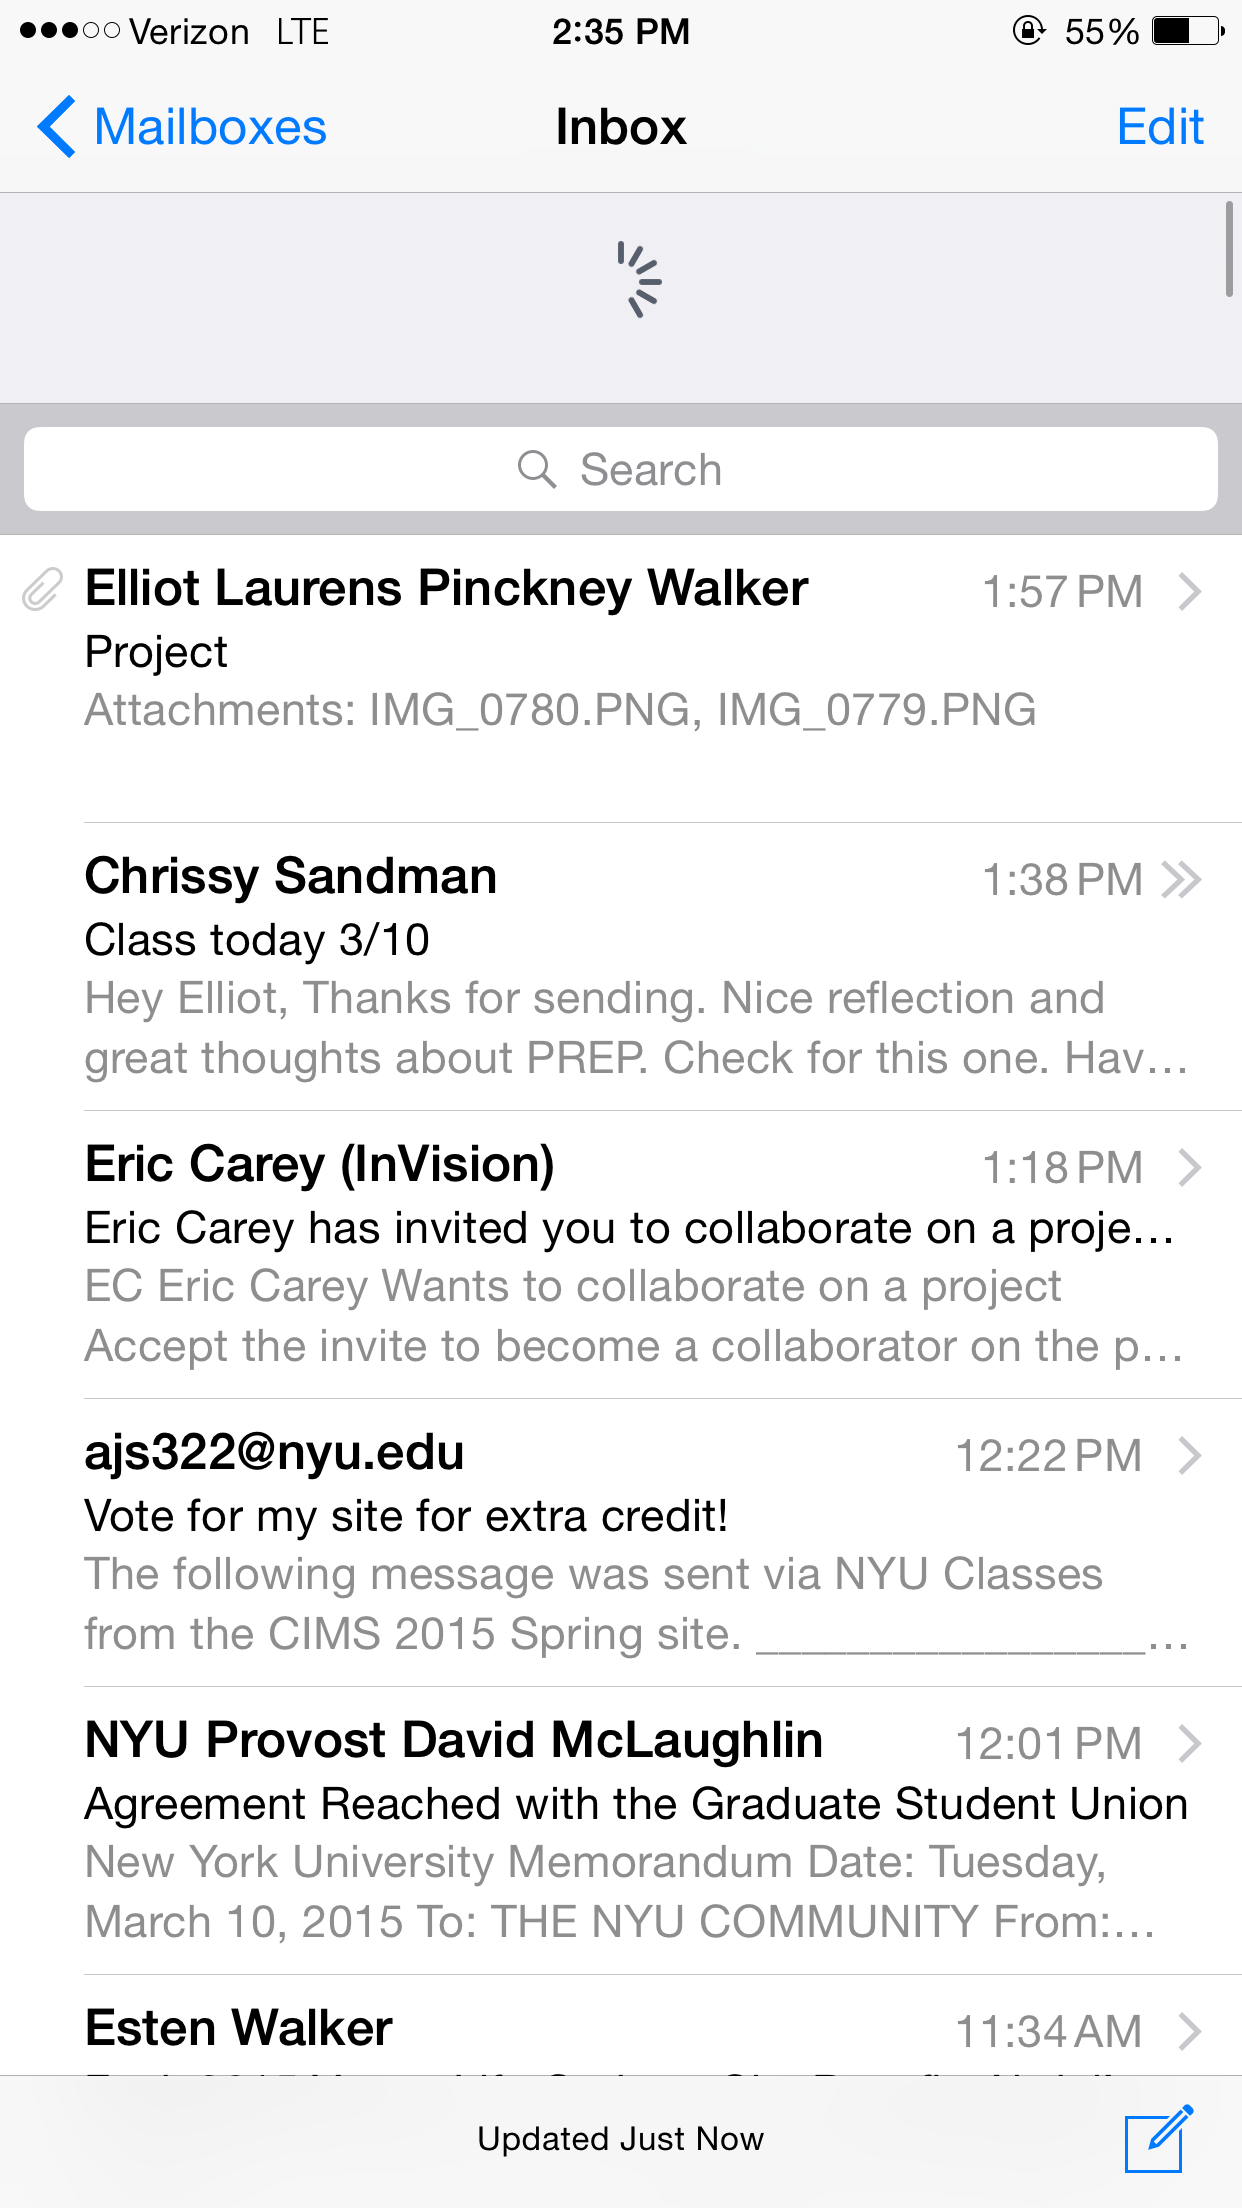 Verizon LTE 2:35 PM 55%
Mailboxes Inbox Edit
Search
Elliot Laurens Pinckney Walker 1:57 PM
Project
Attachments: IMG_0780.PNG, IMG_0779.PNG
Chrissy Sandman 1:38 PM
Class today 3/10
Hey Elliot, Thanks for sending. Nice reflection and
great thoughts about PREP. Check for this one. Hav...
Eric Carey (InVision) 1:18 PM
Eric Carey has invited you to collaborate on a proje...
EC Eric Carey Wants to collaborate on a project
Accept the invite to become a collaborator on the p...
ajs322@nyu.edu 12:22 PM
Vote for my site for extra credit!
The following message was sent via NYU Classes
from the CIMS 2015 Spring site. _________________...
NYU Provost David McLaughlin 12:01 PM
Agreement Reached with the Graduate Student Union
New York University Memorandum Date: Tuesday,
March 10, 2015 To: THE NYU COMMUNITY From:...
Esten Walker 11:34 AM
Updated Just Now